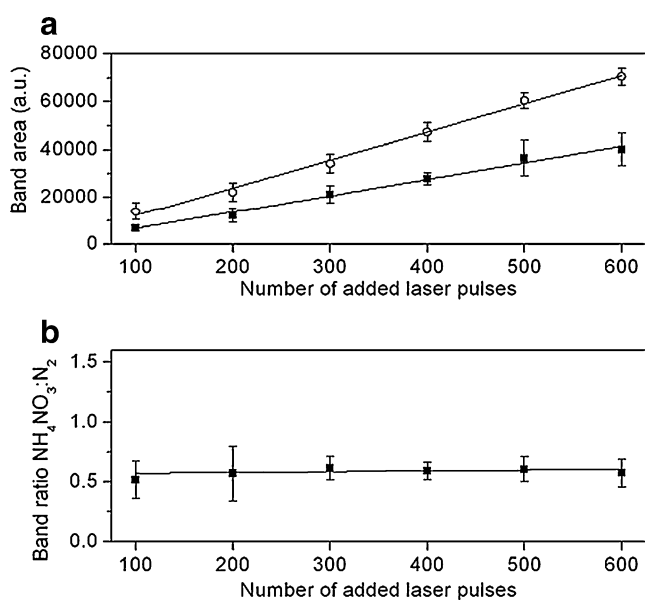 a
80000
60000
40000
20000
0
Band area (a.u.)
100 200 300 400 500 600
Number of added laser pulses
b
1.5
1.0
0.5
0.0
Band ratio NH₄NO₃:N₂
100 200 300 400 500 600
Number of added laser pulses